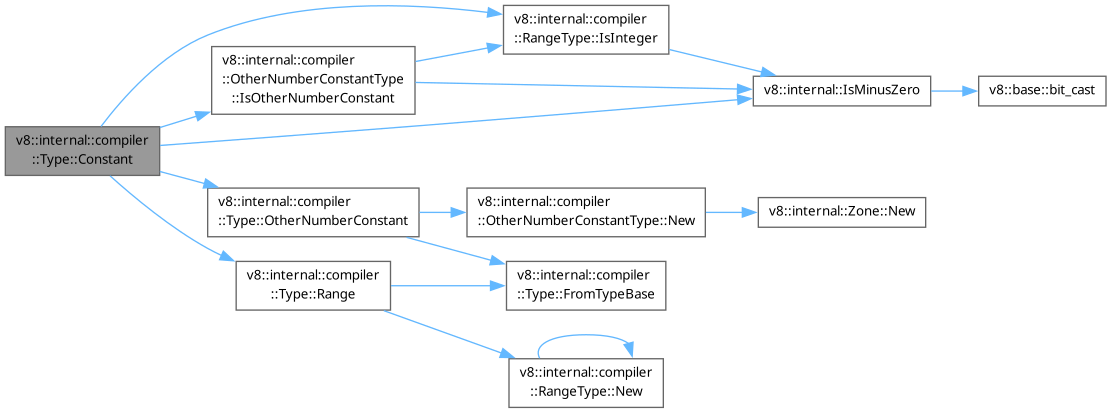 v8::internal::compiler
::Type::Constant
v8::internal::compiler
::OtherNumberConstantType
::IsOtherNumberConstant
v8::internal::compiler
::RangeType::IsInteger
v8::internal::IsMinusZero
v8::base::bit_cast
v8::internal::compiler
::Type::OtherNumberConstant
v8::internal::compiler
::OtherNumberConstantType::New
v8::internal::Zone::New
v8::internal::compiler
::Type::Range
v8::internal::compiler
::Type::FromTypeBase
v8::internal::compiler
::RangeType::New